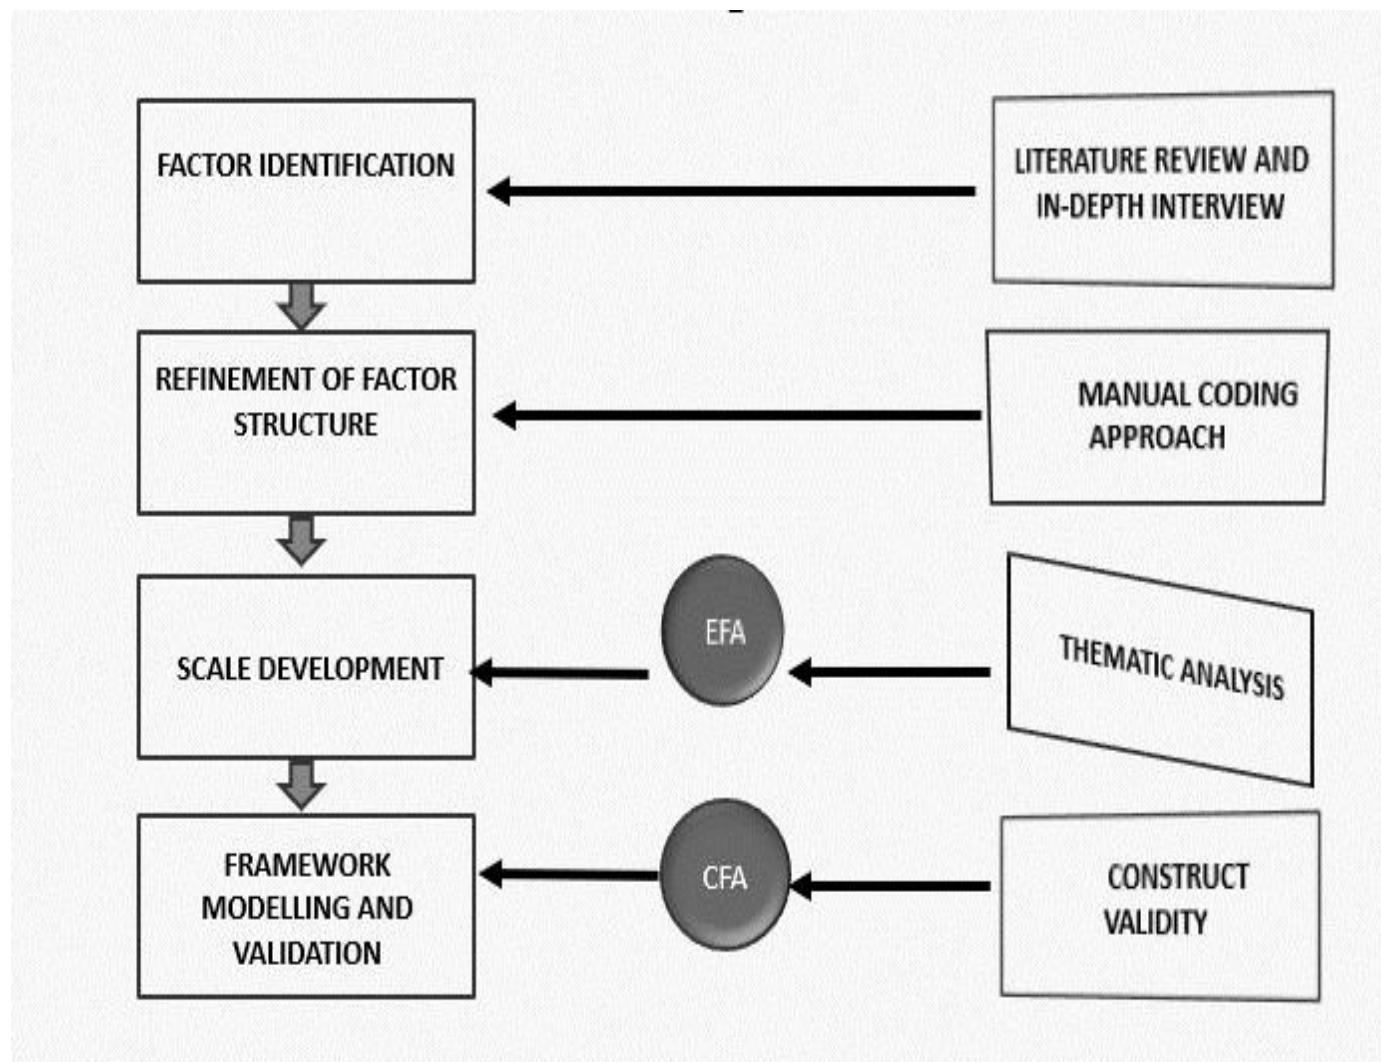 FACTOR IDENTIFICATION
LITERATURE REVIEW AND
IN-DEPTH INTERVIEW
REFINEMENT OF FACTOR
STRUCTURE
MANUAL CODING
APPROACH
SCALE DEVELOPMENT
EFA
THEMATIC ANALYSIS
FRAMEWORK
MODELLING AND
VALIDATION
CFA
CONSTRUCT
VALIDITY